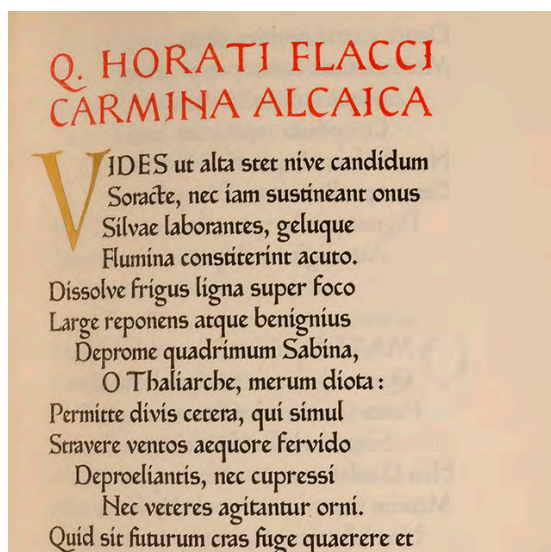 Q. HORATI FLACCI
CARMINA ALCAICA
VIDES ut alta stet nive candidum
Soracte, nec iam sustineant onus
Silvae laborantes, geluque
Flumina constiterint acuto.
Dissolve frigus ligna super foco
Large reponens atque benignius
Deprome quadrimum Sabina,
O Thaliarche, merum diota:
Permitte divis cetera, qui simul
Stravere ventos aequore fervido
Deproeliantis, nec cupressi
Nec veteres agitantur orni.
Quid sit futurum cras fuge quaerere et